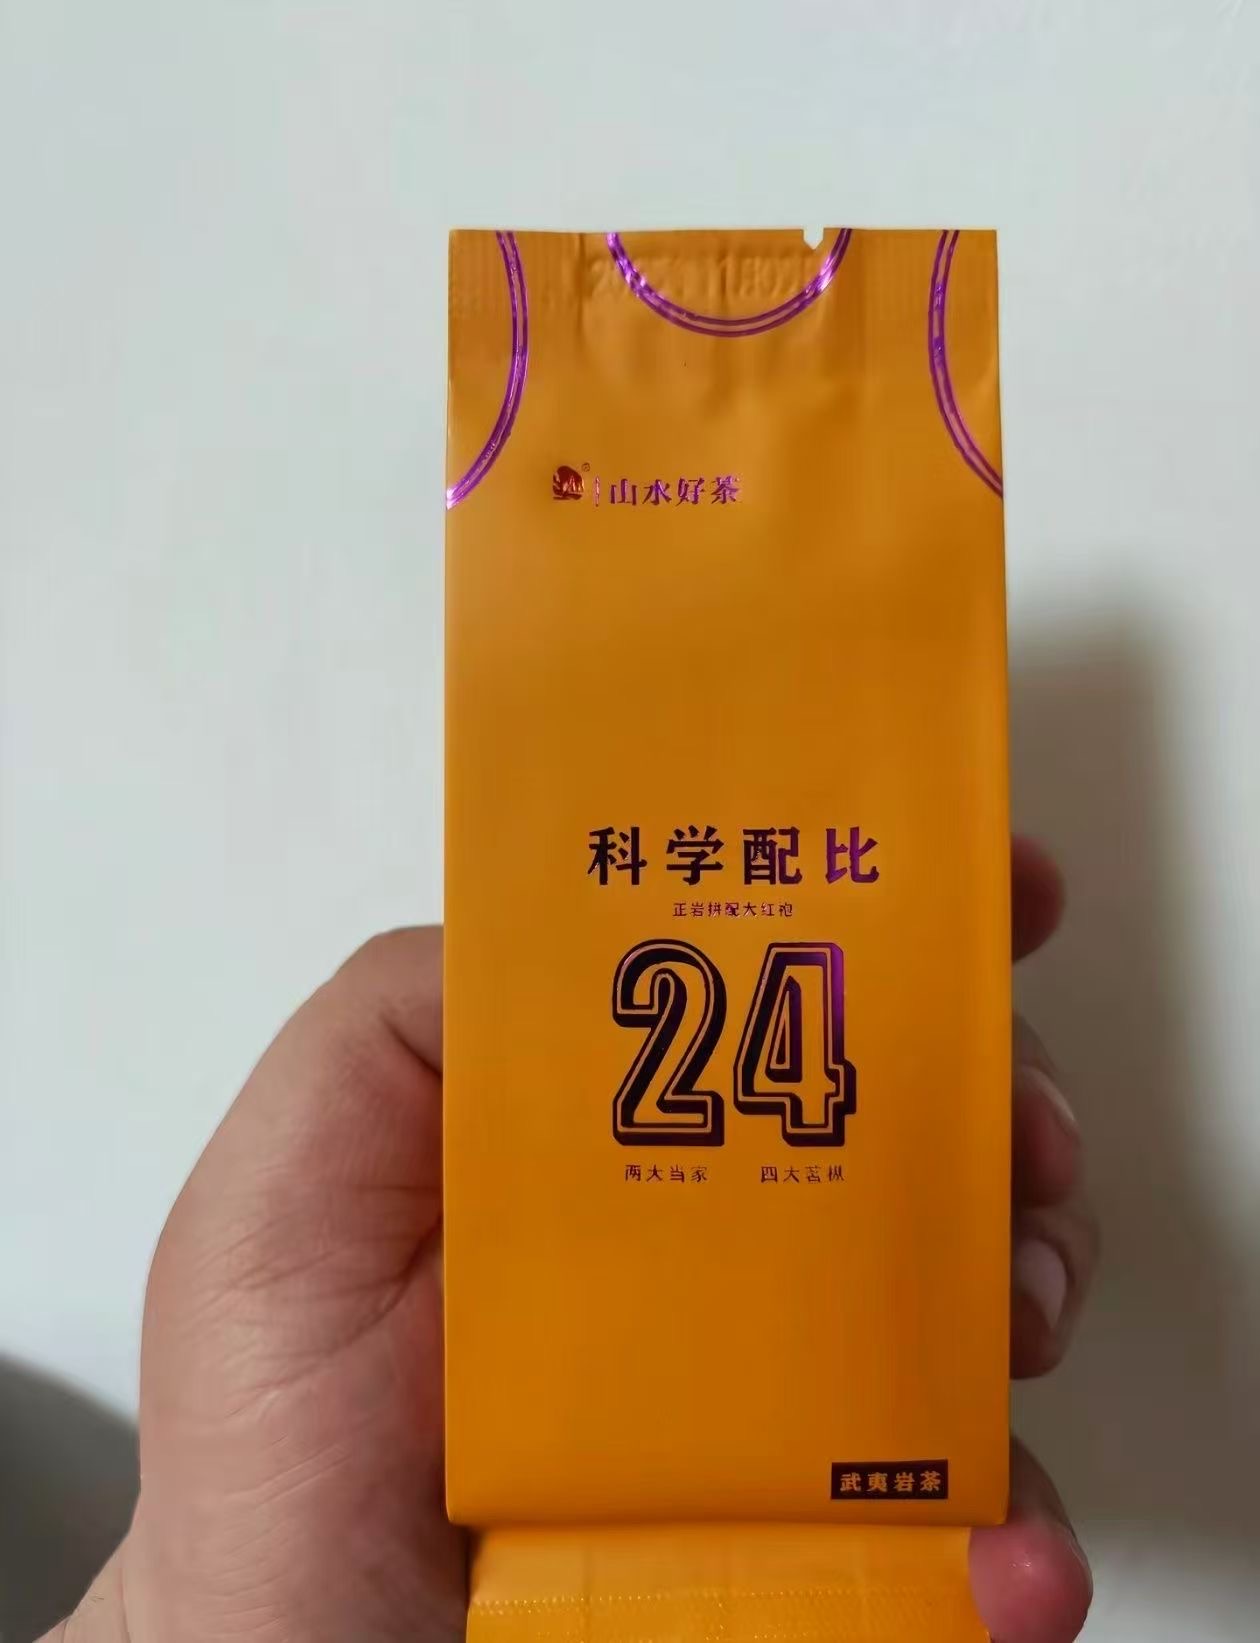 山水好茶
科学配比
正岩拼配大红袍
24
两大当家 四大茗枞
武夷岩茶